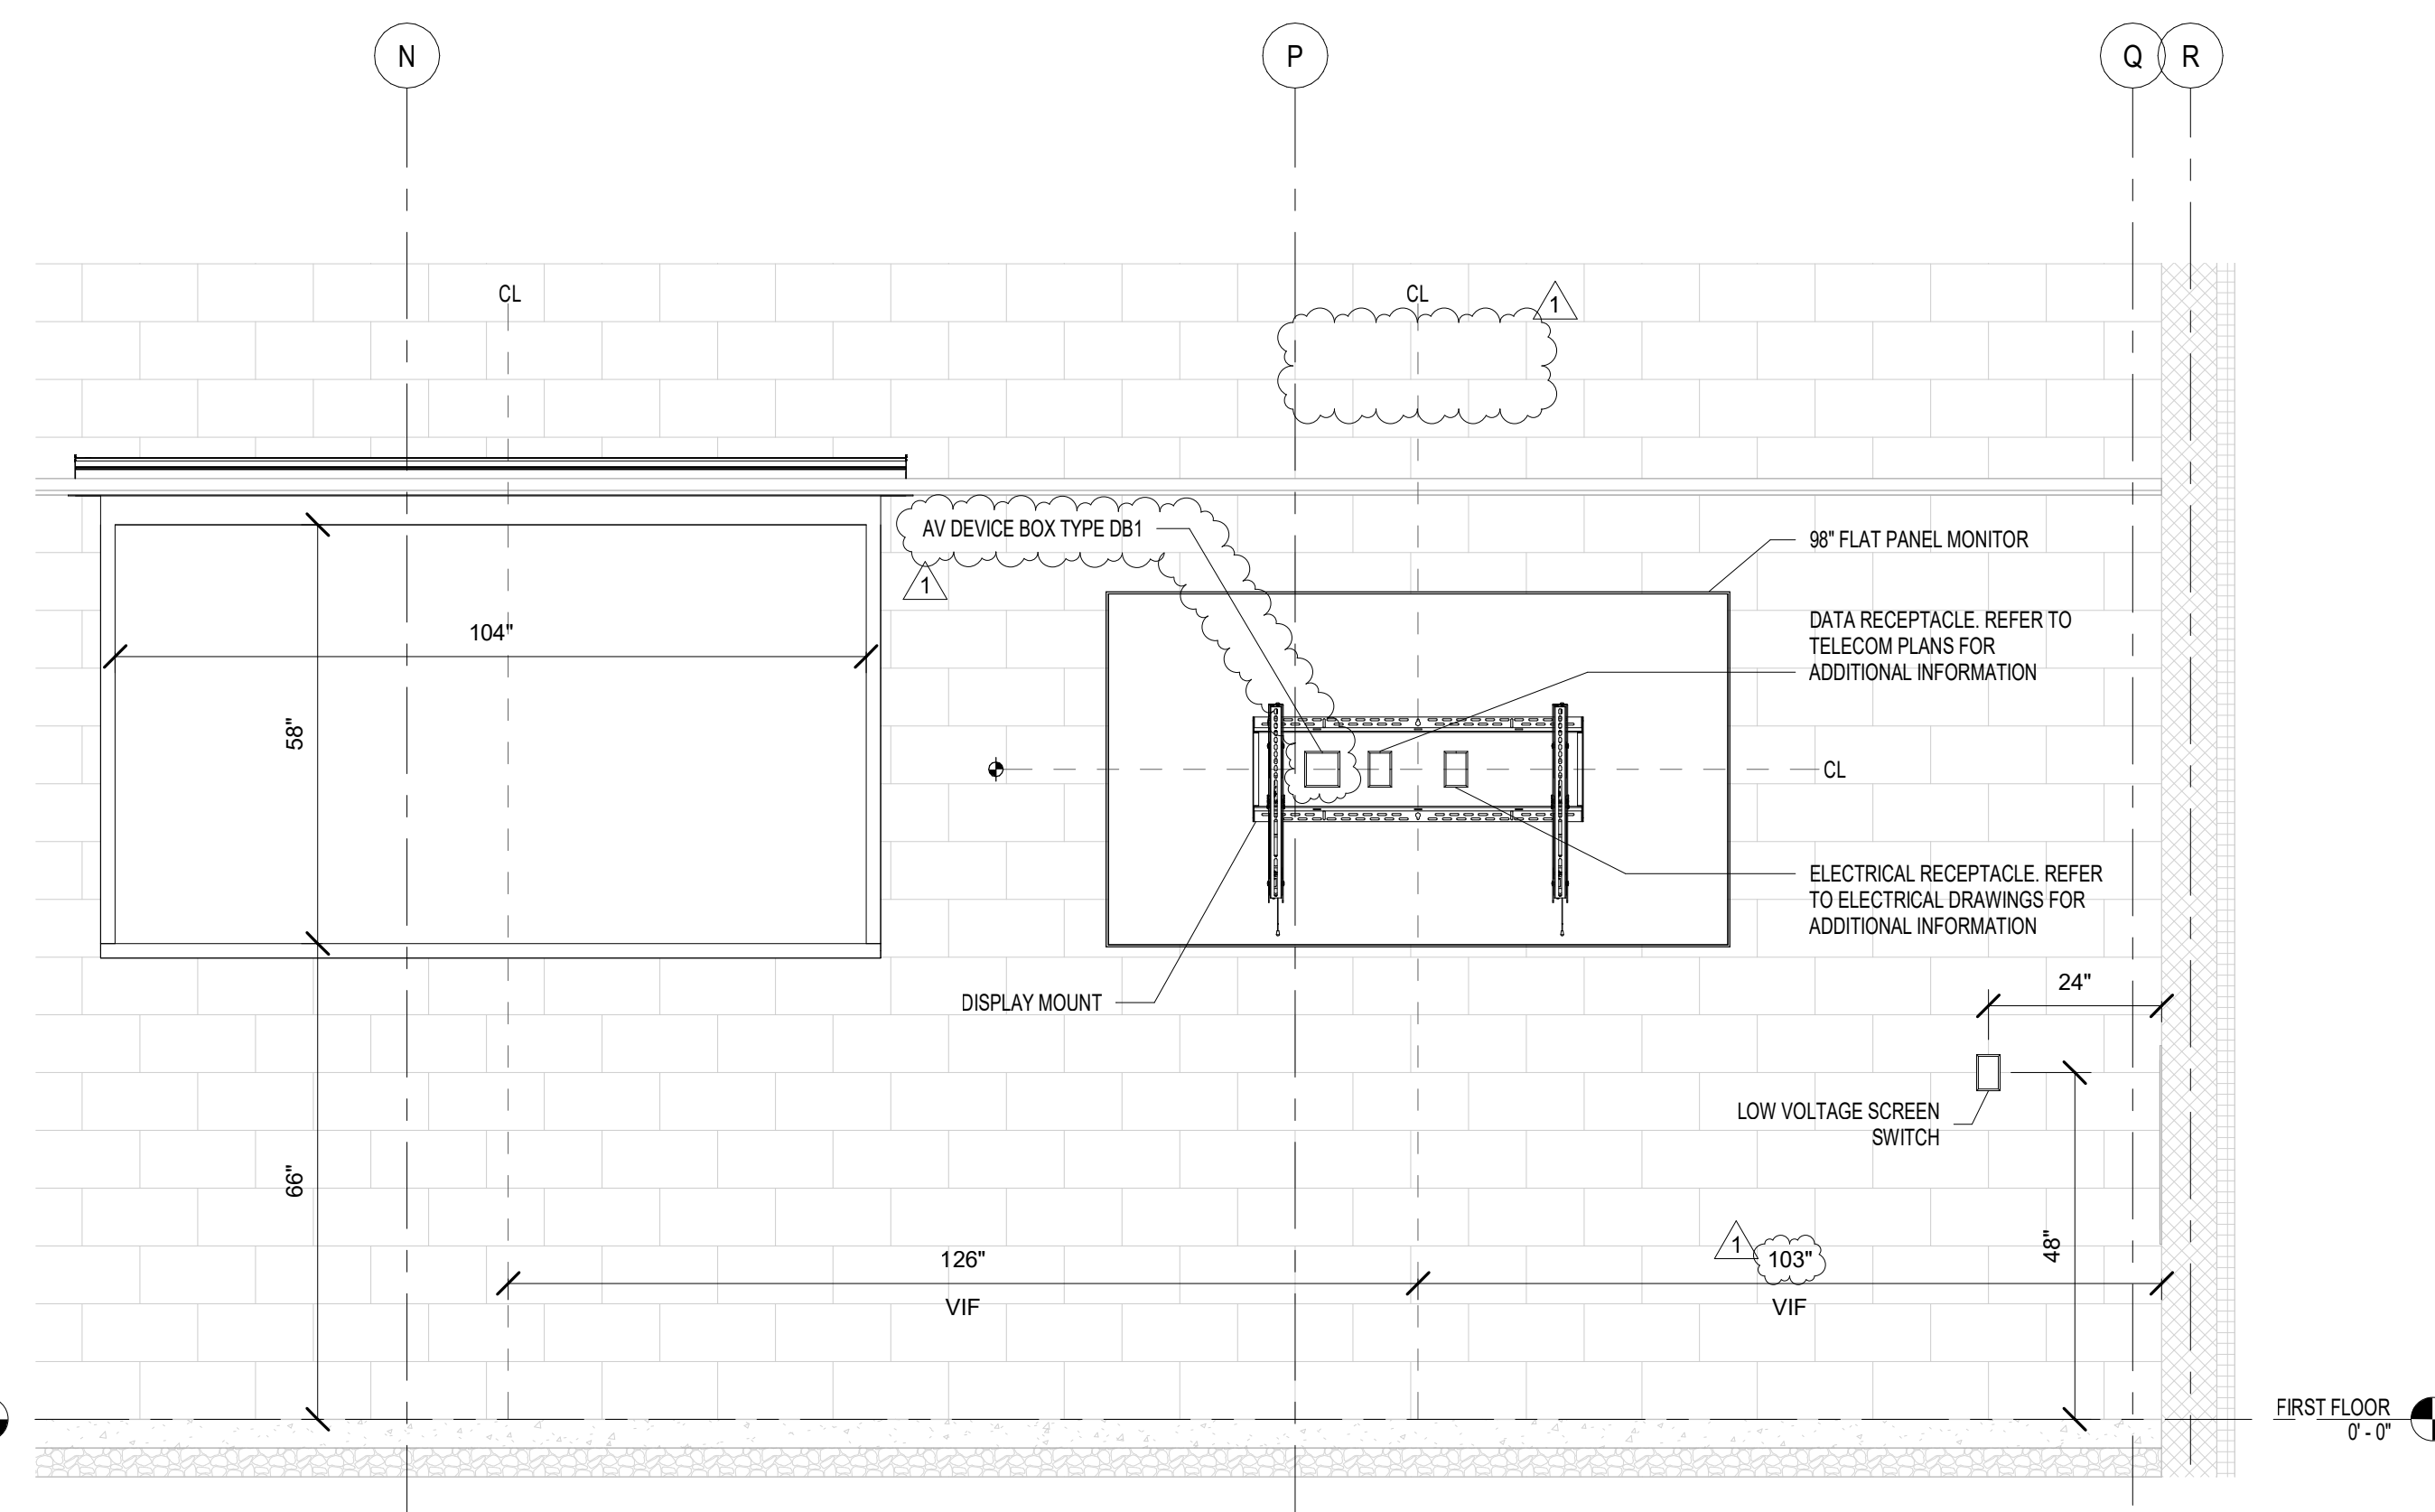 N
P
Q
R
CL
CL
1
AV DEVICE BOX TYPE DB1
1
98" FLAT PANEL MONITOR
DATA RECEPTACLE. REFER TO
TELECOM PLANS FOR
ADDITIONAL INFORMATION
104"
58"
CL
ELECTRICAL RECEPTACLE. REFER
TO ELECTRICAL DRAWINGS FOR
ADDITIONAL INFORMATION
DISPLAY MOUNT
24"
LOW VOLTAGE SCREEN
SWITCH
66"
126"
VIF
1
103"
VIF
48"
FIRST FLOOR
0' - 0"